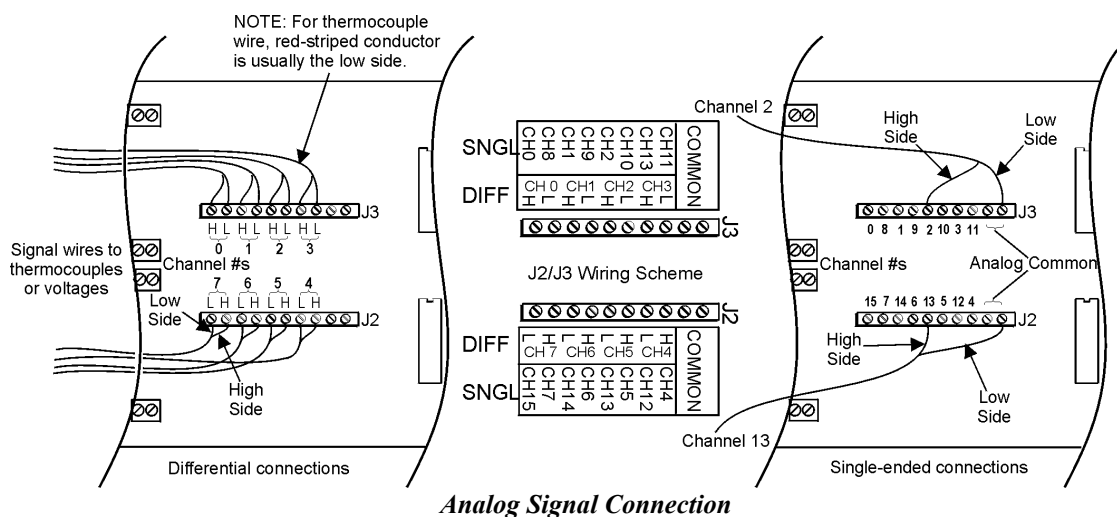 NOTE: For thermocouple
wire, red-striped conductor
is usually the low side.
J3
H L H L H L H L
0 1 2 3
Signal wires to
thermocouples
or voltages
Channel #s
7 6 5 4
L H L H L H L H
J2
Low
Side
High
Side
Differential connections
SNGL
CH0 CH8 CH1 CH9 CH2 CH10 CH13 CH11
COMMON
DIFF
CH 0 CH1 CH2 CH3
H L H L H L H L
J3
J2/J3 Wiring Scheme
J2
DIFF
L H L H L H L H
CH 7 CH6 CH5 CH4
COMMON
SNGL
CH15 CH7 CH14 CH6 CH13 CH5 CH12 CH4
Channel 2
High
Side
Low
Side
J3
0 8 1 9 2 10 3 11
Channel #s
Analog Common
15 7 14 6 13 5 12 4
J2
High
Side
Low
Side
Channel 13
Single-ended connections
Analog Signal Connection